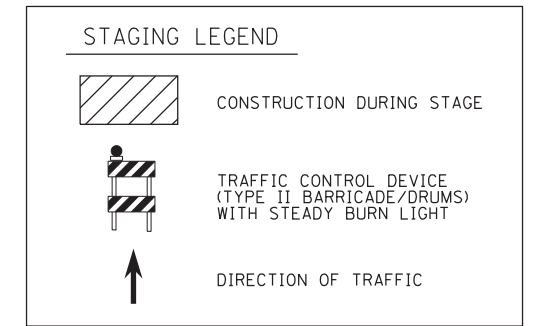 STAGING LEGEND
CONSTRUCTION DURING STAGE
TRAFFIC CONTROL DEVICE
(TYPE II BARRICADE/DRUMS)
WITH STEADY BURN LIGHT
DIRECTION OF TRAFFIC